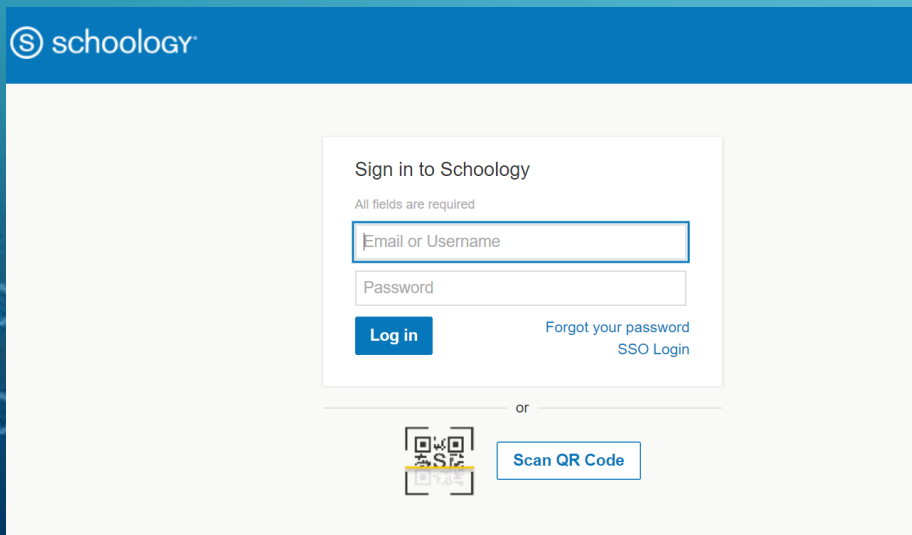 schoology
Sign in to Schoology
All fields are required
Email or Username
Password
Log in
Forgot your password
SSO Login
or
Scan QR Code